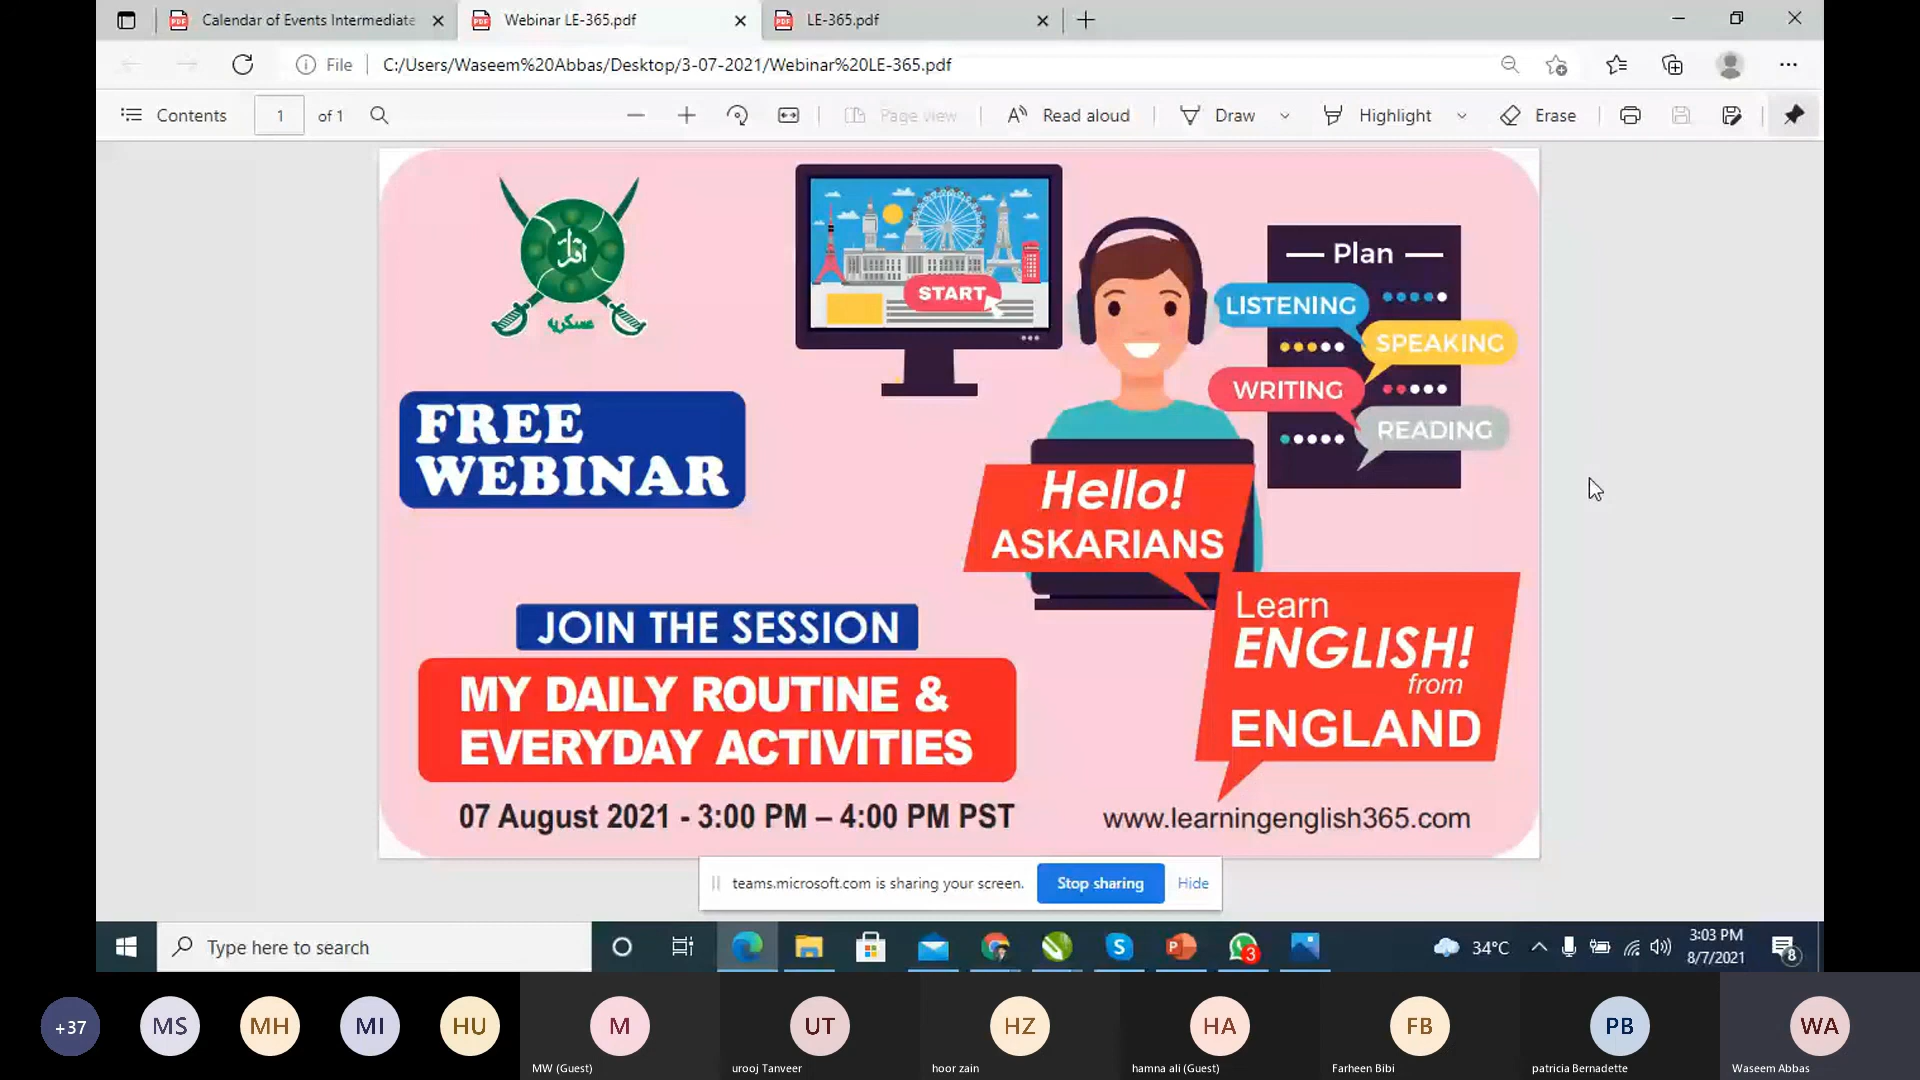 Calendar of Events Intermediate
Webinar LE-365.pdf
LE-365.pdf
File
C:/Users/Waseem%20Abbas/Desktop/3-07-2021/Webinar%20LE-365.pdf
Contents
1
of 1
Page view
Read aloud
Draw
Highlight
Erase
اقرأ
عسکریہ
START
Plan
LISTENING
SPEAKING
WRITING
READING
FREE
WEBINAR
Hello!
ASKARIANS
JOIN THE SESSION
MY DAILY ROUTINE &
EVERYDAY ACTIVITIES
Learn
ENGLISH!
from
ENGLAND
07 August 2021 - 3:00 PM – 4:00 PM PST
www.learningenglish365.com
teams.microsoft.com is sharing your screen.
Stop sharing
Hide
Type here to search
3
34°C
3:03 PM
8/7/2021
8
+37
MS
MH
MI
HU
M
MW (Guest)
UT
urooj Tanveer
HZ
hoor zain
HA
hamna ali (Guest)
FB
Farheen Bibi
PB
patricia Bernadette
WA
Waseem Abbas